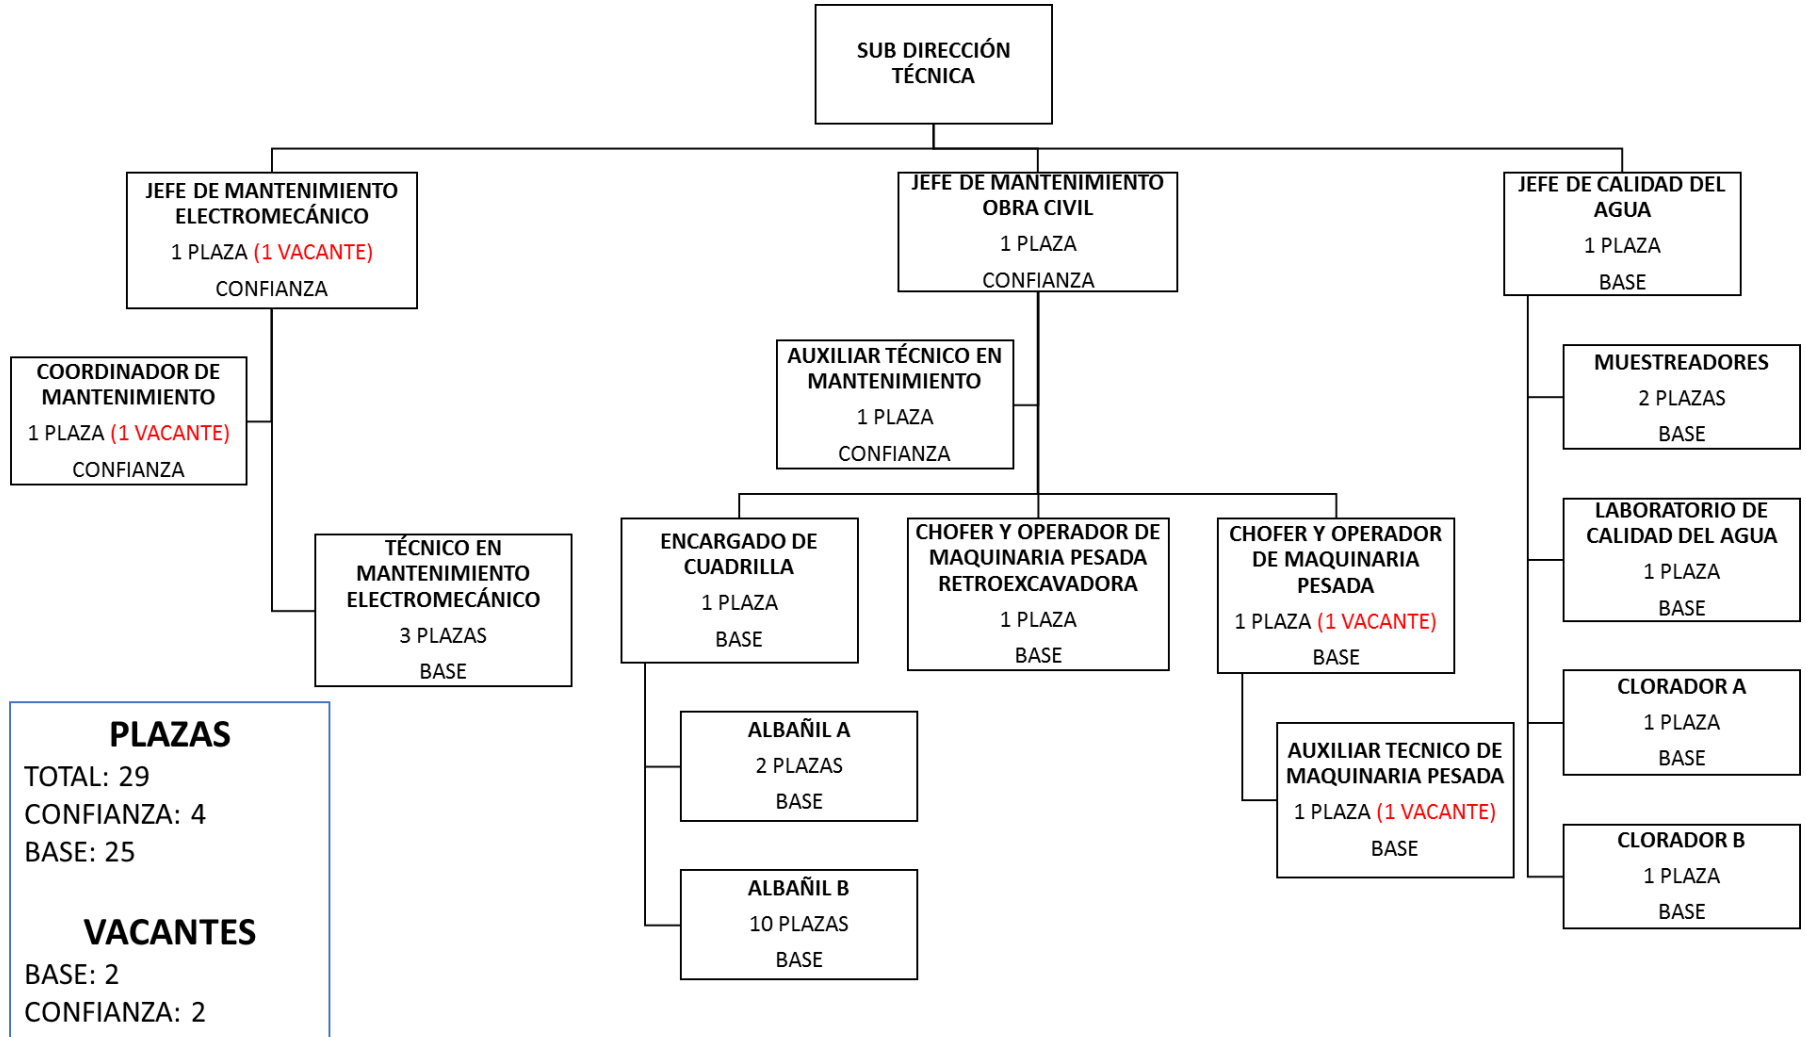 SUB DIRECCIÓN
TÉCNICA
JEFE DE MANTENIMIENTO
ELECTROMECÁNICO
1 PLAZA (1 VACANTE)
CONFIANZA
JEFE DE MANTENIMIENTO
OBRA CIVIL
1 PLAZA
CONFIANZA
JEFE DE CALIDAD DEL
AGUA
1 PLAZA
BASE
COORDINADOR DE
MANTENIMIENTO
1 PLAZA (1 VACANTE)
CONFIANZA
TÉCNICO EN
MANTENIMIENTO
ELECTROMECÁNICO
3 PLAZAS
BASE
AUXILIAR TÉCNICO EN
MANTENIMIENTO
1 PLAZA
CONFIANZA
ENCARGADO DE
CUADRILLA
1 PLAZA
BASE
CHOFER Y OPERADOR DE
MAQUINARIA PESADA
RETROEXCAVADORA
1 PLAZA
BASE
CHOFER Y OPERADOR
DE MAQUINARIA
PESADA
1 PLAZA (1 VACANTE)
BASE
ALBAÑIL A
2 PLAZAS
BASE
ALBAÑIL B
10 PLAZAS
BASE
AUXILIAR TECNICO DE
MAQUINARIA PESADA
1 PLAZA (1 VACANTE)
BASE
MUESTREADORES
2 PLAZAS
BASE
LABORATORIO DE
CALIDAD DEL AGUA
1 PLAZA
BASE
CLORADOR A
1 PLAZA
BASE
CLORADOR B
1 PLAZA
BASE
PLAZAS
TOTAL: 29
CONFIANZA: 4
BASE: 25
VACANTES
BASE: 2
CONFIANZA: 2